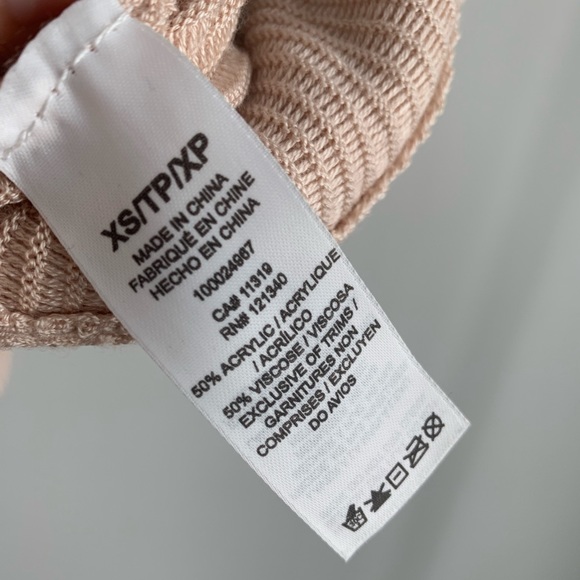 XS/TP/XP
MADE IN CHINA
FABRIQUÉ EN CHINE
HECHO EN CHINA
100024967
CA# 11319
RN# 121340
50% ACRYLIC / ACRYLIQUE
/ ACRÍLICO
50% VISCOSE / VISCOSA
EXCLUSIVE OF TRIMS /
GARNITURES NON
COMPRISES / EXCLUYEN
DO AVIOS